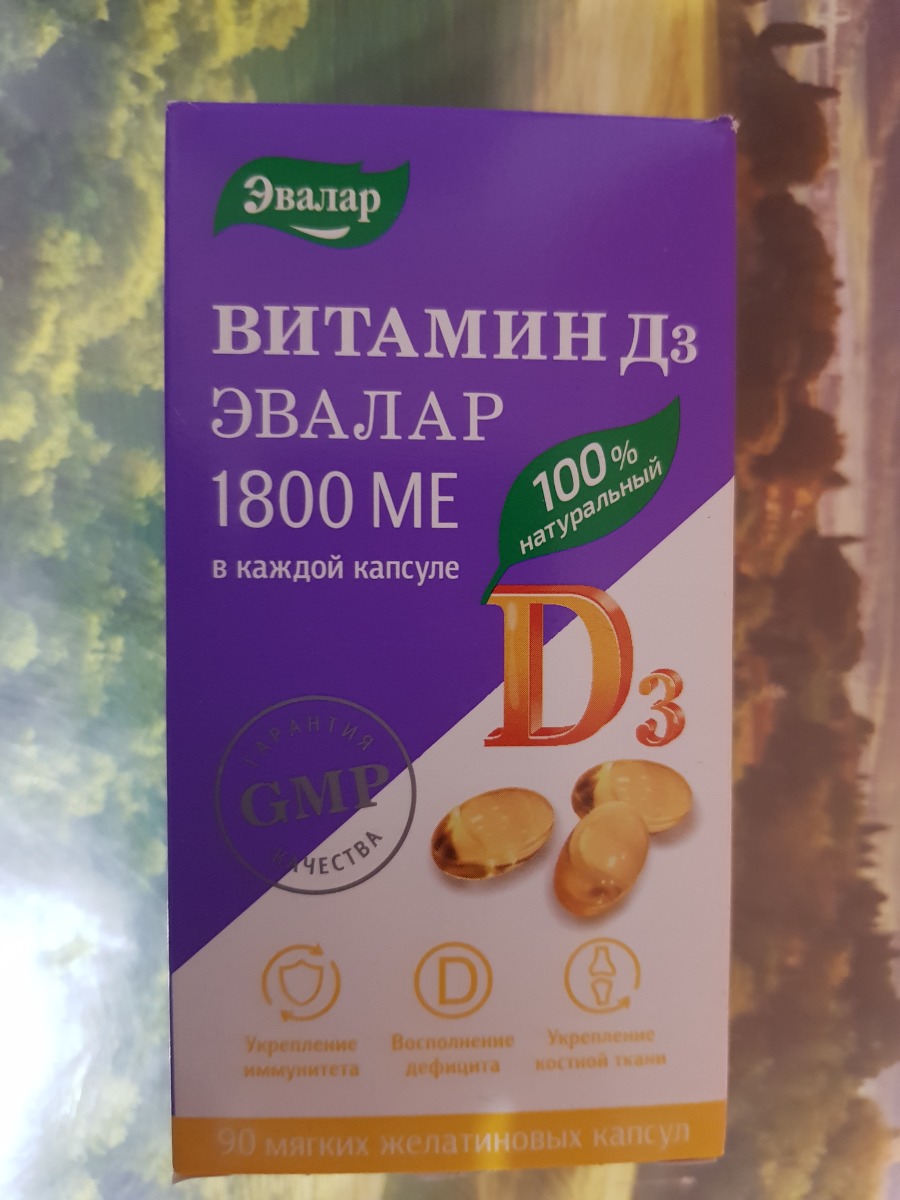 Эвалар
ВИТАМИН Д3
ЭВАЛАР
1800 МЕ
в каждой капсуле
100%
натуральный
D3
ГАРАНТИЯ
GMP
КАЧЕСТВА
D
Укрепление
иммунитета
Восполнение
дефицита
Укрепление
костной ткани
90 мягких желатиновых капсул